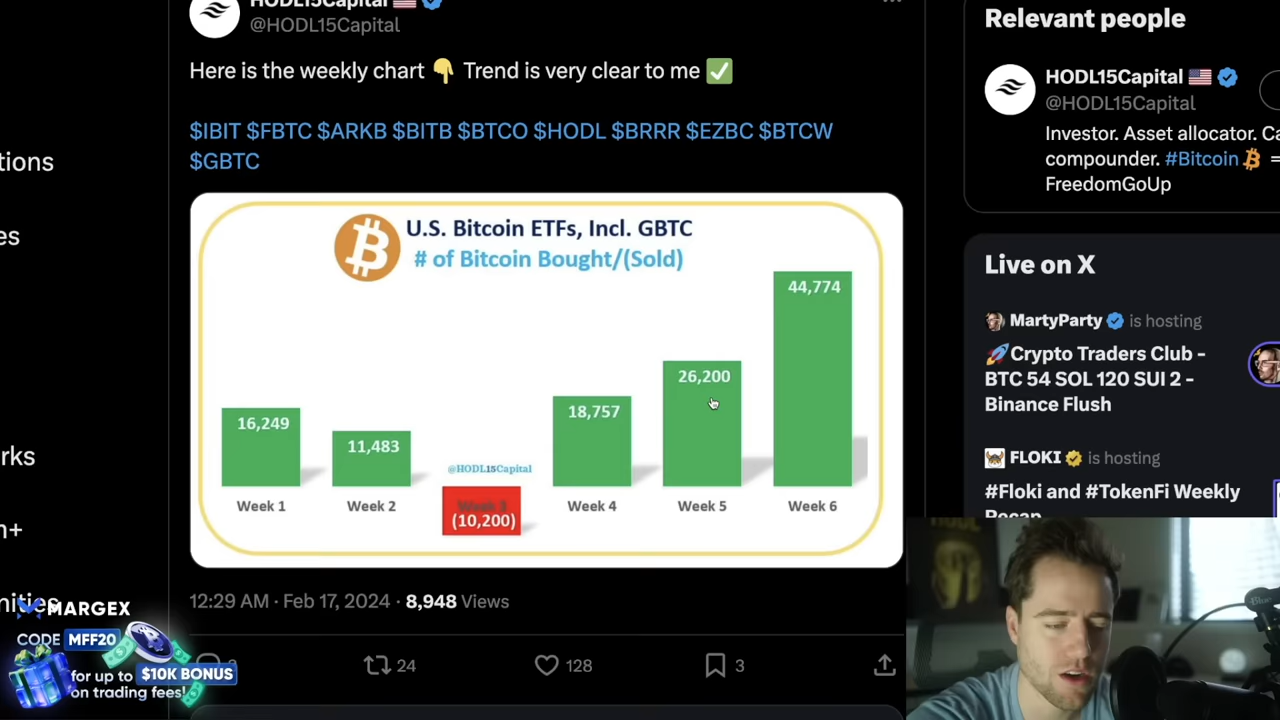 HODL15Capital
@HODL15Capital
Here is the weekly chart 👇 Trend is very clear to me ✅
$IBIT $FBTC $ARKB $BITB $BTCO $HODL $BRRR $EZBC $BTCW
$GBTC
U.S. Bitcoin ETFs, Incl. GBTC
# of Bitcoin Bought/(Sold)
44,774
26,200
18,757
16,249
11,483
@HODL15Capital
Week 1
Week 2
Week 3
(10,200)
Week 4
Week 5
Week 6
12:29 AM · Feb 17, 2024 · 8,948 Views
24
128
3
Relevant people
HODL15Capital
@HODL15Capital
Investor. Asset allocator.
compounder. #Bitcoin =
FreedomGoUp
Live on X
MartyParty is hosting
🚀Crypto Traders Club -
BTC 54 SOL 120 SUI 2 -
Binance Flush
FLOKI is hosting
#Floki and #TokenFi Weekly
Recap
MARGEX
CODE MFF20
for up to $10K BONUS
on trading fees!